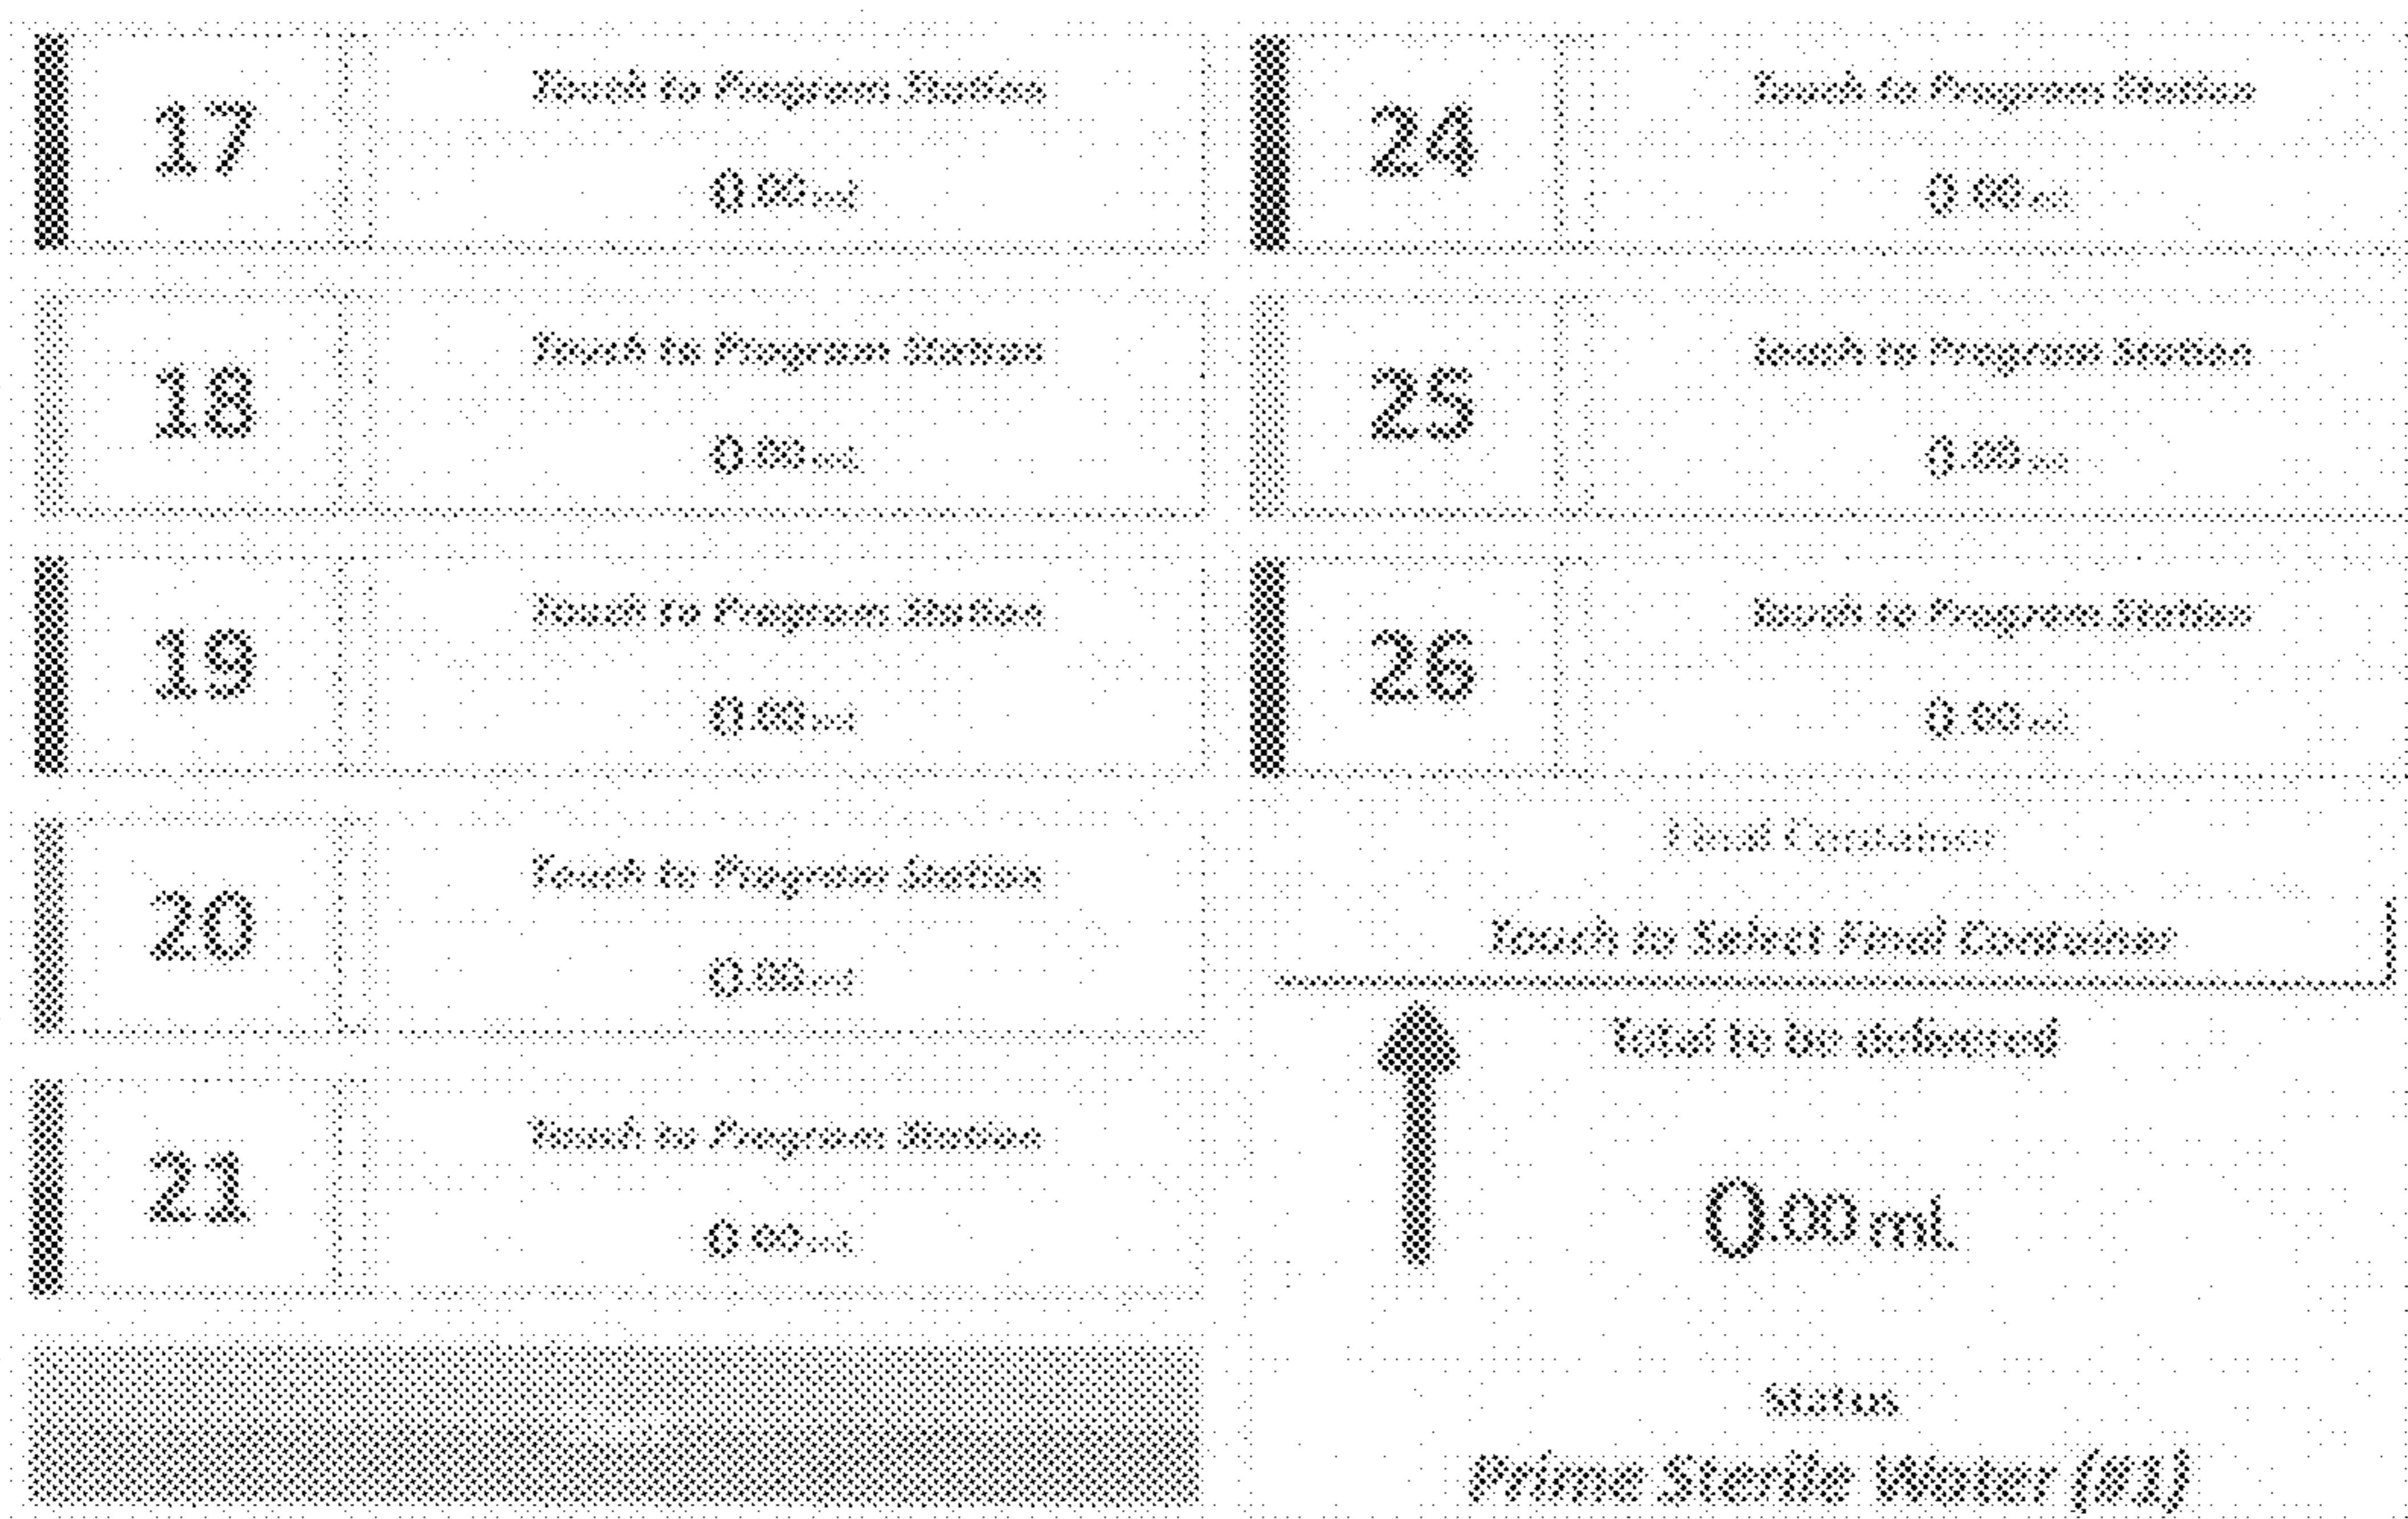 17
Touch to Program Station
0.00 mL
18
Touch to Program Station
0.00 mL
19
Touch to Program Station
0.00 mL
20
Touch to Program Station
0.00 mL
21
Touch to Program Station
0.00 mL
24
Touch to Program Station
0.00 mL
25
Touch to Program Station
0.00 mL
26
Touch to Program Station
0.00 mL
Final Container
Touch to Select Final Container
Total to be delivered
0.00 mL
Status
Prime Sterile Water (#1)